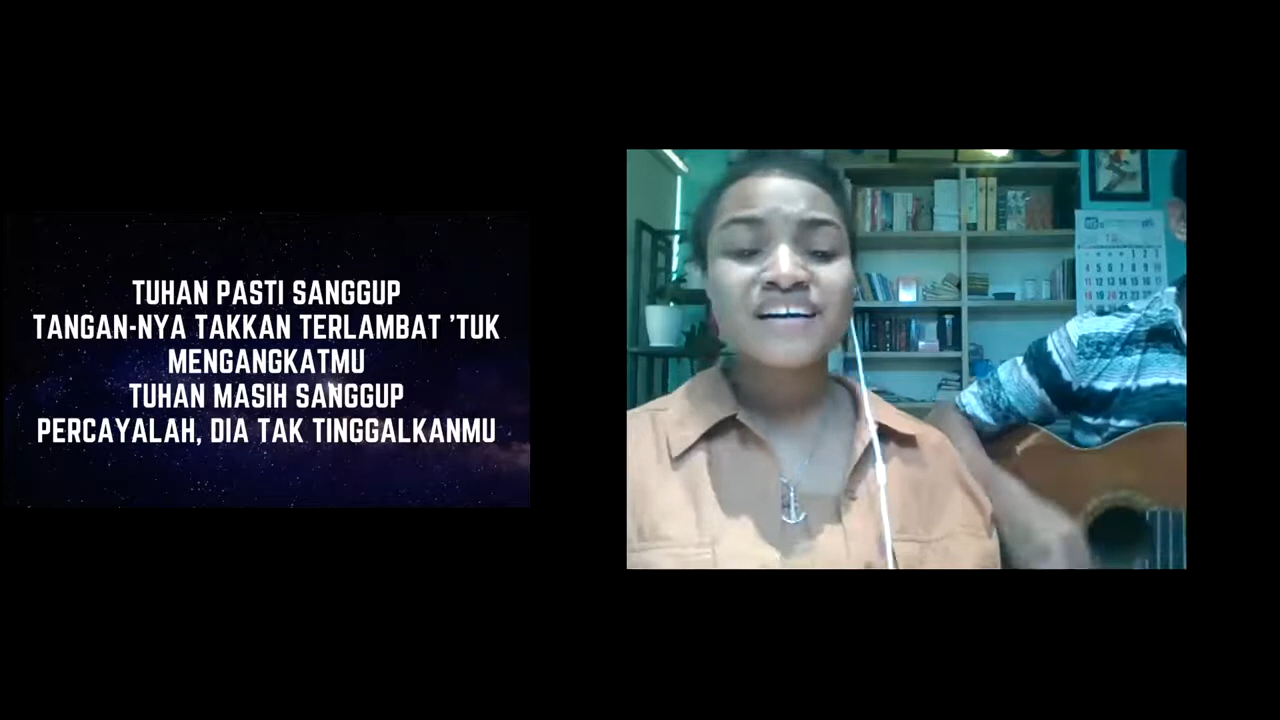 TUHAN PASTI SANGGUP
TANGAN-NYA TAKKAN TERLAMBAT 'TUK
MENGANGKATMU
TUHAN MASIH SANGGUP
PERCAYALAH, DIA TAK TINGGALKANMU